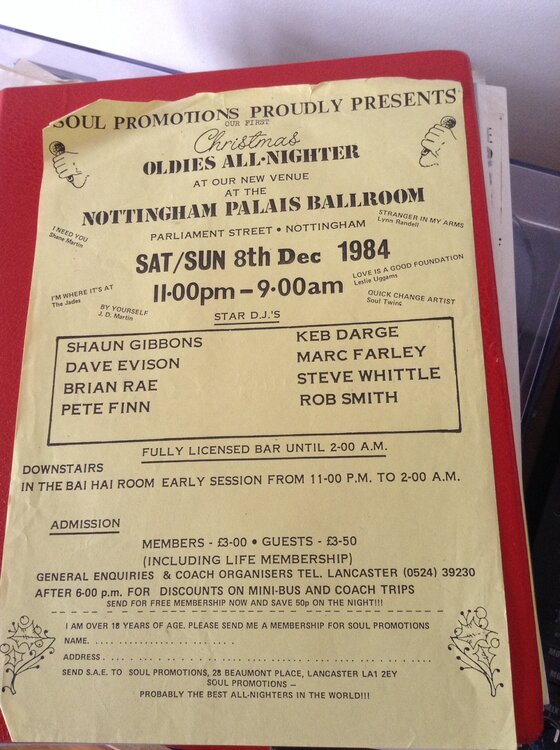 SOUL PROMOTIONS PROUDLY PRESENTS
OUR FIRST
Christmas
OLDIES ALL-NIGHTER
AT OUR NEW VENUE
AT THE
NOTTINGHAM PALAIS BALLROOM
PARLIAMENT STREET • NOTTINGHAM
I NEED YOU
Shane Martin
STRANGER IN MY ARMS
Lynn Randell
SAT/SUN 8th Dec 1984
11·00pm – 9·00am
I'M WHERE IT'S AT
The Jades
BY YOURSELF
J. D. Martin
LOVE IS A GOOD FOUNDATION
Leslie Uggams
QUICK CHANGE ARTIST
Soul Twins
STAR D.J.'S
SHAUN GIBBONS
DAVE EVISON
BRIAN RAE
PETE FINN
KEB DARGE
MARC FARLEY
STEVE WHITTLE
ROB SMITH
FULLY LICENSED BAR UNTIL 2-00 A.M.
DOWNSTAIRS
IN THE BAI HAI ROOM EARLY SESSION FROM 11-00 P.M. TO 2-00 A.M.
ADMISSION
MEMBERS - £3-00 • GUESTS - £3-50
(INCLUDING LIFE MEMBERSHIP)
GENERAL ENQUIRIES & COACH ORGANISERS TEL. LANCASTER (0524) 39230
AFTER 6-00 p.m. FOR DISCOUNTS ON MINI-BUS AND COACH TRIPS
SEND FOR FREE MEMBERSHIP NOW AND SAVE 50p ON THE NIGHT!!!
I AM OVER 18 YEARS OF AGE. PLEASE SEND ME A MEMBERSHIP FOR SOUL PROMOTIONS
NAME. . . . . . . . . . . . . . . . . . . . . . . .
ADDRESS . . . . . . . . . . . . . . . . . . . . . . . . . . . . . . . . . . . . . . . . . . . . . . . .
SEND S.A.E. TO SOUL PROMOTIONS, 28 BEAUMONT PLACE, LANCASTER LA1 2EY
SOUL PROMOTIONS –
PROBABLY THE BEST ALL-NIGHTERS IN THE WORLD!!!